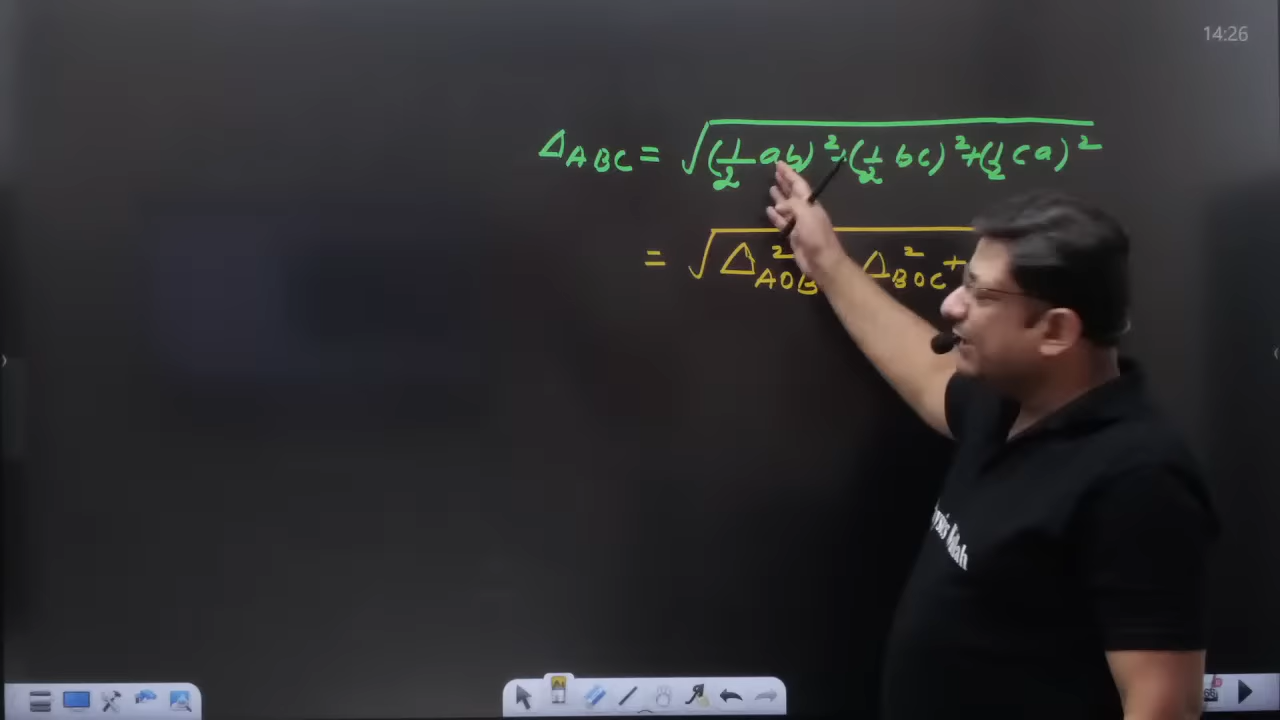 14:26
Δ_ABC = √((1/2 ab)² + (1/2 bc)² + (1/2 ca)²)
= √(Δ²_AOB Δ²_BOC +